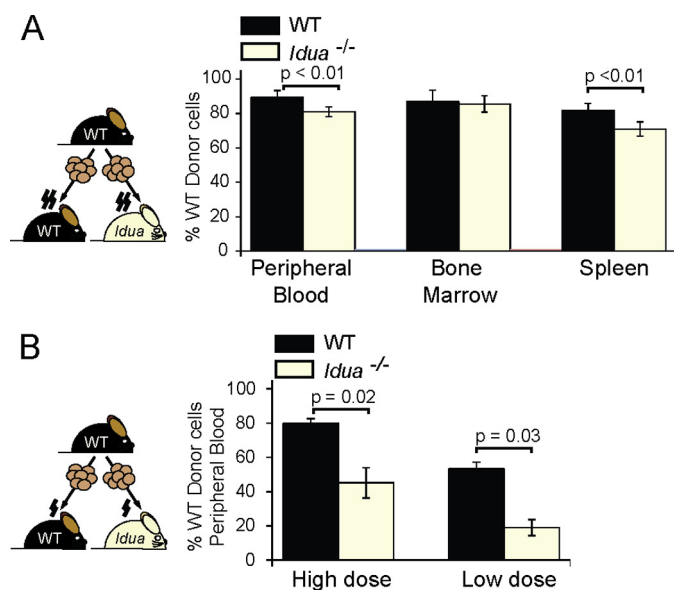 A
WT
Idua -/-
p < 0.01
p <0.01
% WT Donor cells
100
80
60
40
20
0
Peripheral Blood
Bone Marrow
Spleen
WT
WT
Idua
B
WT
Idua -/-
p = 0.02
p = 0.03
% WT Donor cells
Peripheral Blood
100
80
60
40
20
0
High dose
Low dose
WT
WT
Idua